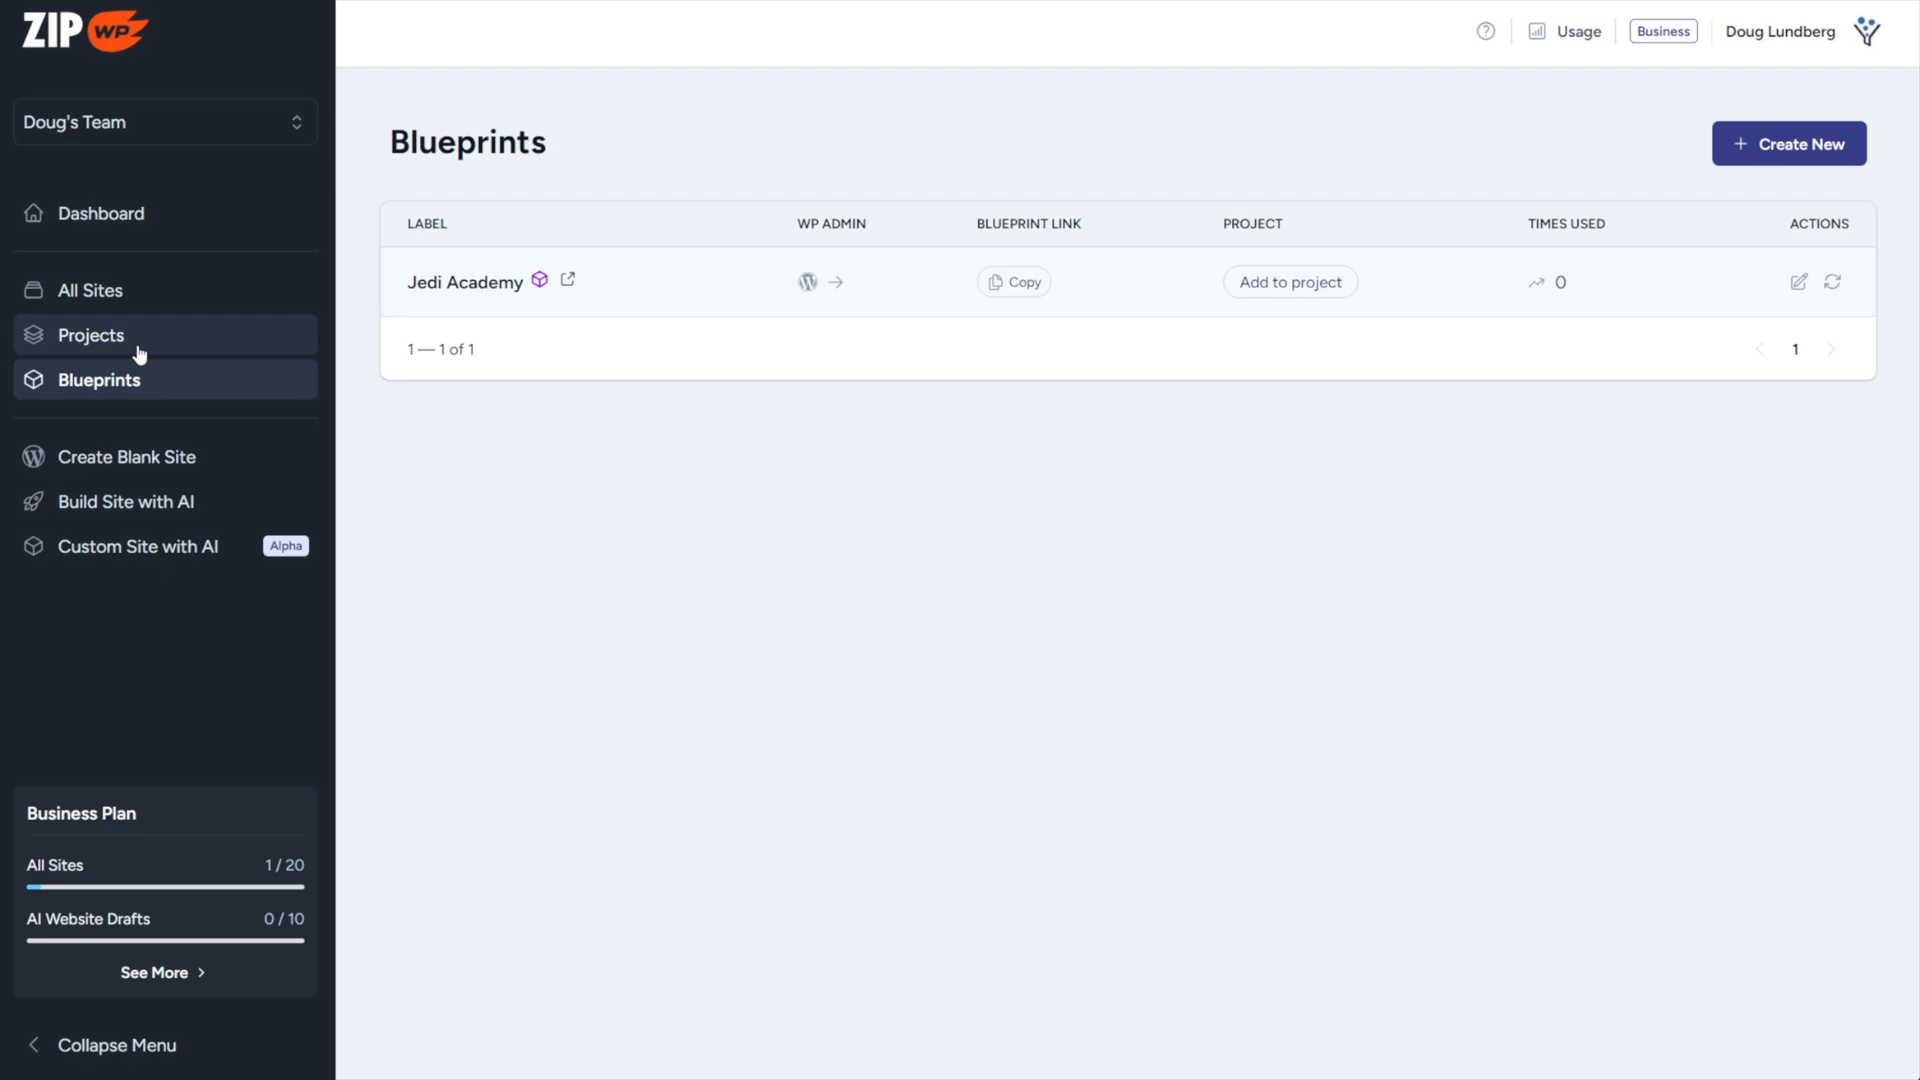 ZIP WP
Usage
Business
Doug Lundberg
Doug's Team
Dashboard
All Sites
Projects
Blueprints
Create Blank Site
Build Site with AI
Custom Site with AI
Alpha
Business Plan
All Sites 1 / 20
AI Website Drafts 0 / 10
See More
Collapse Menu
Blueprints
+ Create New
LABEL WP ADMIN BLUEPRINT LINK PROJECT TIMES USED ACTIONS
Jedi Academy Copy Add to project 0
1 — 1 of 1
1